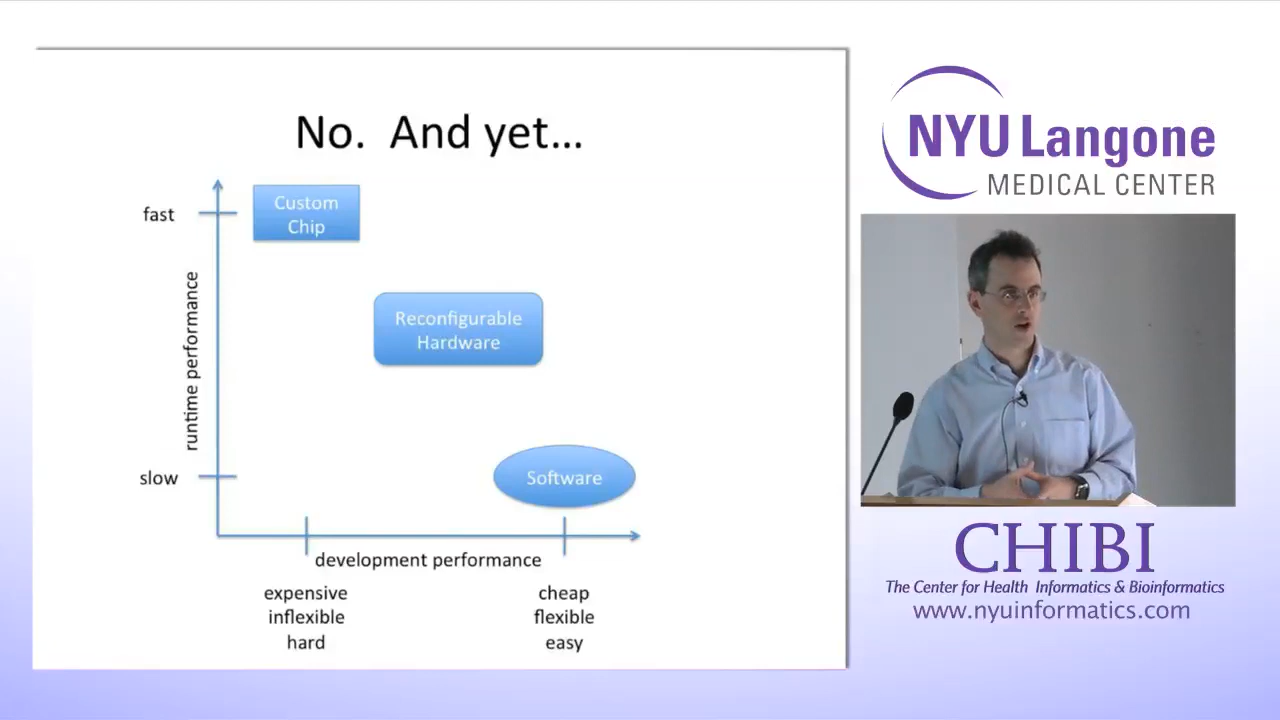 No. And yet...
fast
Custom
Chip
runtime performance
Reconfigurable
Hardware
slow
Software
development performance
expensive
inflexible
hard
cheap
flexible
easy
NYU Langone
MEDICAL CENTER
CHIBI
The Center for Health Informatics & Bioinformatics
www.nyuinformatics.com